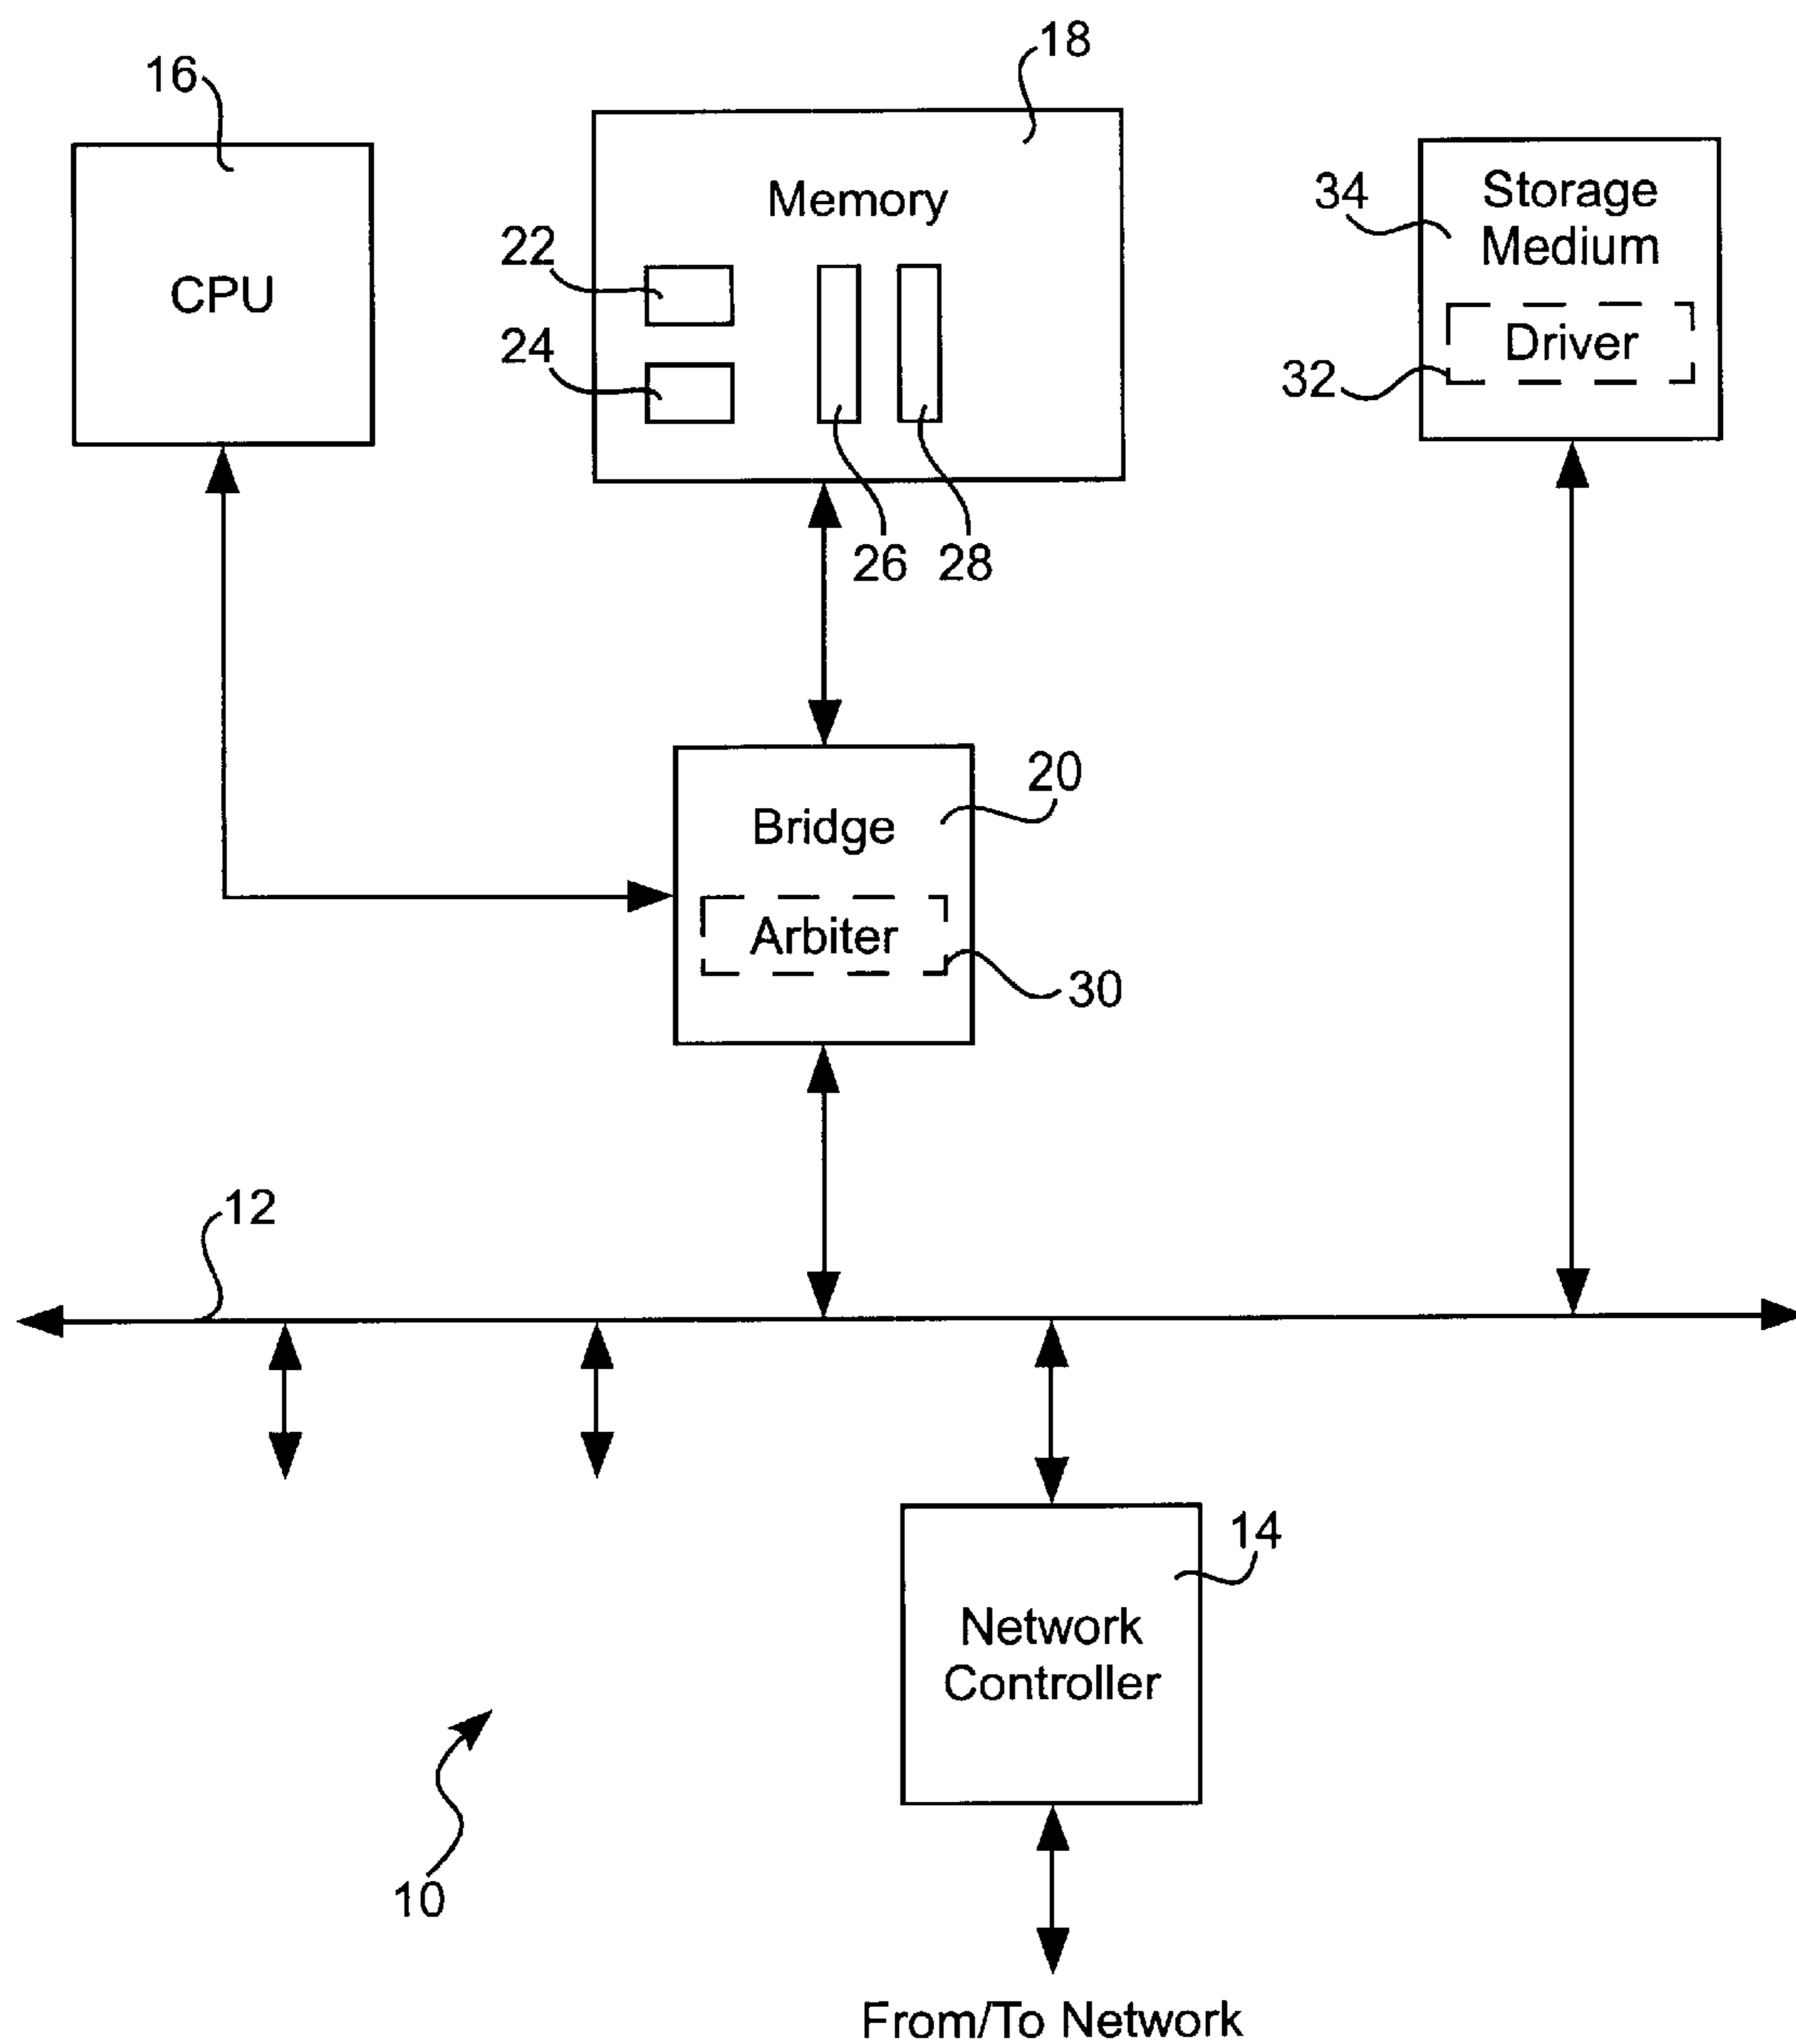 18
16
Memory
34
Storage
Medium
22
CPU
24
Driver
32
26
28
20
Bridge
Arbiter
30
12
14
Network
Controller
10
From/To Network